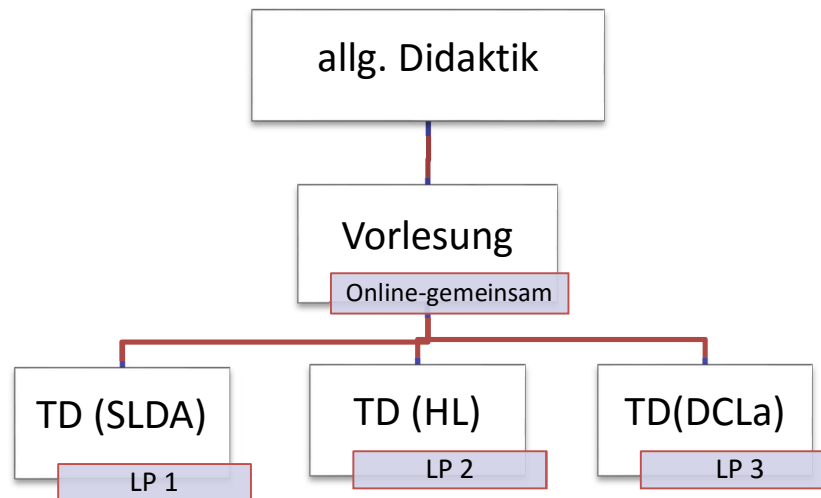 allg. Didaktik
Vorlesung
Online-gemeinsam
TD (SLDA)
LP 1
TD (HL)
LP 2
TD(DCLa)
LP 3